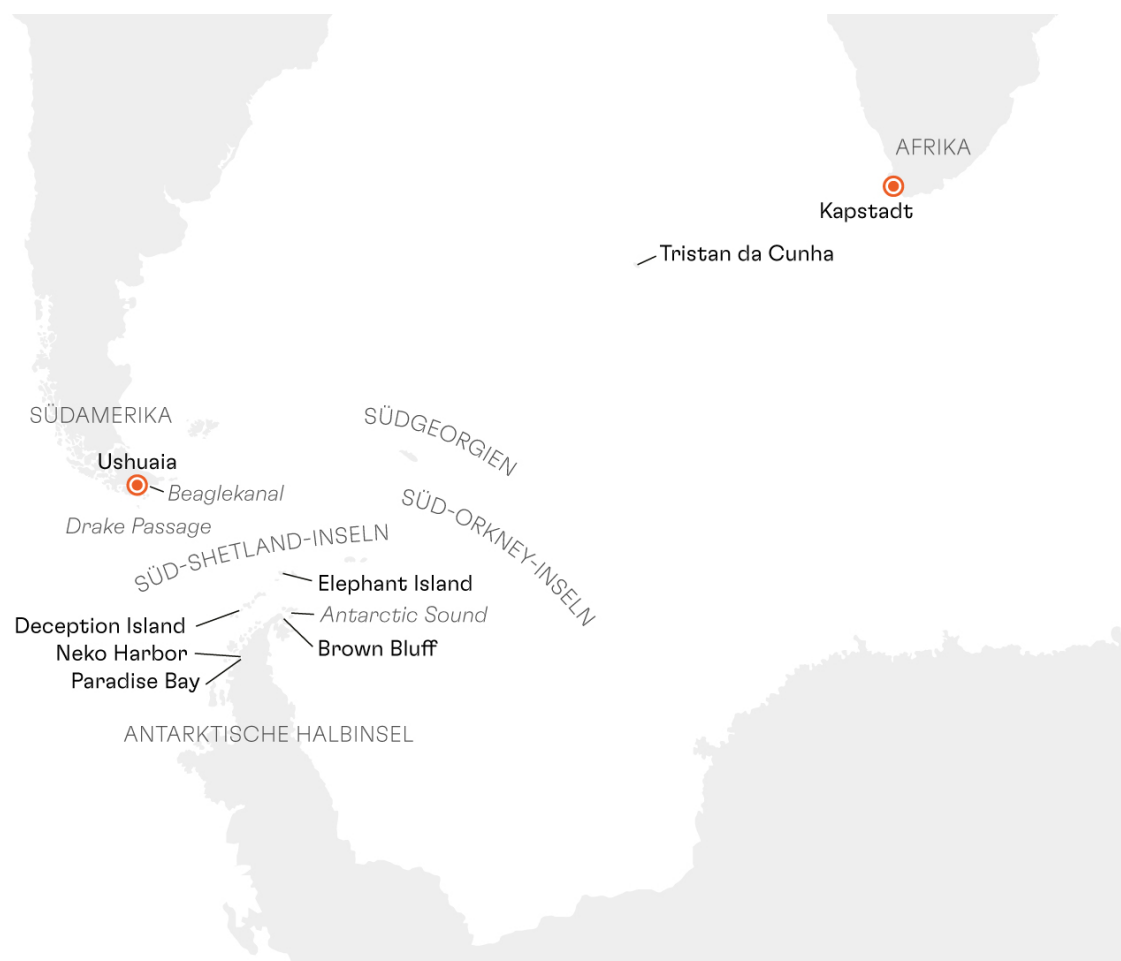 AFRIKA
Kapstadt
Tristan da Cunha
SÜDAMERIKA
SÜDGEORGIEN
Ushuaia
Beaglekanal
SÜD-ORKNEY-INSELN
Drake Passage
SÜD-SHETLAND-INSELN
Elephant Island
Antarctic Sound
Deception Island
Brown Bluff
Neko Harbor
Paradise Bay
ANTARKTISCHE HALBINSEL